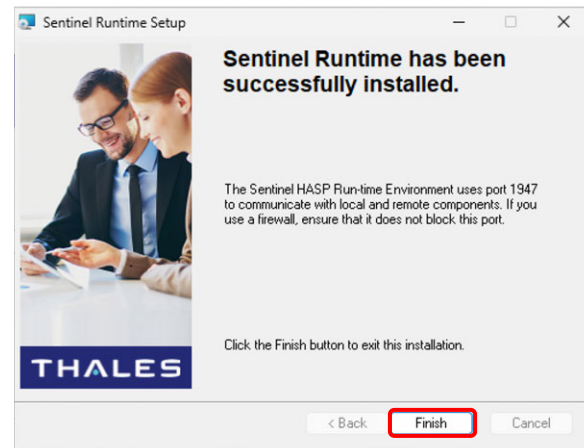 Sentinel Runtime Setup
Sentinel Runtime has been
successfully installed.
The Sentinel HASP Run-time Environment uses port 1947
to communicate with local and remote components. If you
use a firewall, ensure that it does not block this port.
Click the Finish button to exit this installation.
THALES
< Back
Finish
Cancel